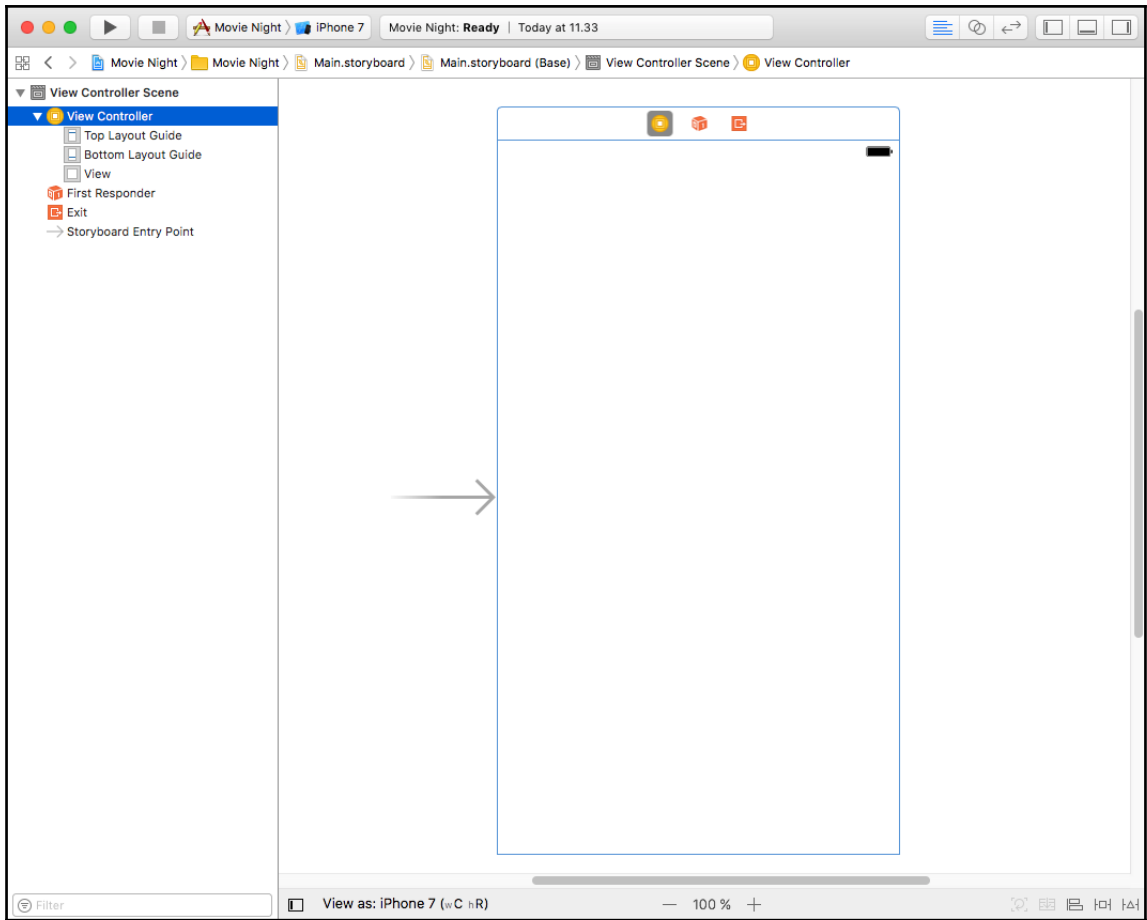 Movie Night 〉 iPhone 7 Movie Night: Ready | Today at 11.33
Movie Night 〉 Movie Night 〉 Main.storyboard 〉 Main.storyboard (Base) 〉 View Controller Scene 〉 View Controller
View Controller Scene
View Controller
Top Layout Guide
Bottom Layout Guide
View
First Responder
Exit
Storyboard Entry Point
Filter
View as: iPhone 7 (wC hR) — 100 % +